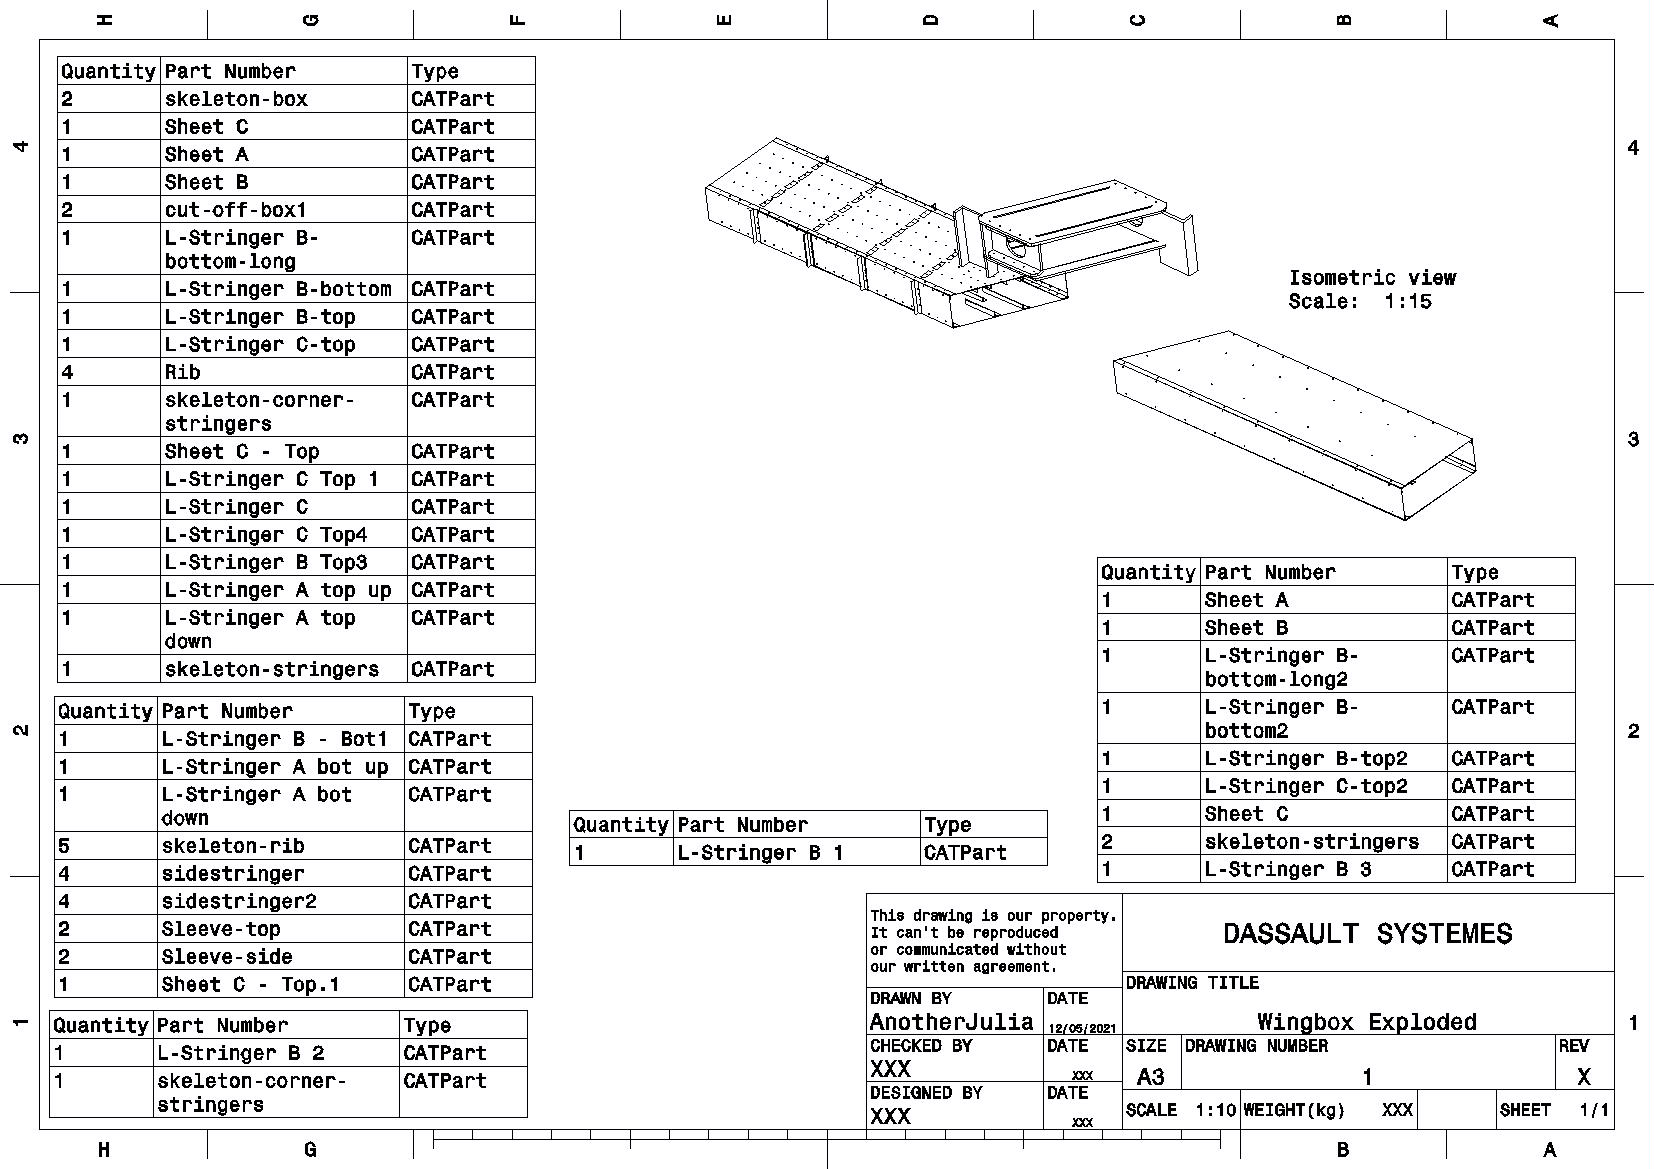 H G F E D C B A
4
3
2
1
Quantity Part Number Type
2 skeleton-box CATPart
1 Sheet C CATPart
1 Sheet A CATPart
1 Sheet B CATPart
2 cut-off-box1 CATPart
1 L-Stringer B- CATPart
bottom-long
1 L-Stringer B-bottom CATPart
1 L-Stringer B-top CATPart
1 L-Stringer C-top CATPart
4 Rib CATPart
1 skeleton-corner- CATPart
stringers
1 Sheet C - Top CATPart
1 L-Stringer C Top 1 CATPart
1 L-Stringer C CATPart
1 L-Stringer C Top4 CATPart
1 L-Stringer B Top3 CATPart
1 L-Stringer A top up CATPart
1 L-Stringer A top CATPart
down
1 skeleton-stringers CATPart
Quantity Part Number Type
1 L-Stringer B - Bot1 CATPart
1 L-Stringer A bot up CATPart
1 L-Stringer A bot CATPart
down
5 skeleton-rib CATPart
4 sidestringer CATPart
4 sidestringer2 CATPart
2 Sleeve-top CATPart
2 Sleeve-side CATPart
1 Sheet C - Top.1 CATPart
Quantity Part Number Type
1 L-Stringer B 2 CATPart
1 skeleton-corner- CATPart
stringers
Quantity Part Number Type
1 L-Stringer B 1 CATPart
Isometric view
Scale: 1:15
Quantity Part Number Type
1 Sheet A CATPart
1 Sheet B CATPart
1 L-Stringer B- CATPart
bottom-long2
1 L-Stringer B- CATPart
bottom2
1 L-Stringer B-top2 CATPart
1 L-Stringer C-top2 CATPart
1 Sheet C CATPart
2 skeleton-stringers CATPart
1 L-Stringer B 3 CATPart
This drawing is our property.
It can't be reproduced
or communicated without
our written agreement.
DASSAULT SYSTEMES
DRAWING TITLE
Wingbox Exploded
DRAWN BY DATE
AnotherJulia 12/05/2021
CHECKED BY DATE
XXX XXX
DESIGNED BY DATE
XXX XXX
SIZE DRAWING NUMBER REV
A3 1 X
SCALE 1:10 WEIGHT(kg) XXX SHEET 1/1
4
3
2
1
H G B A